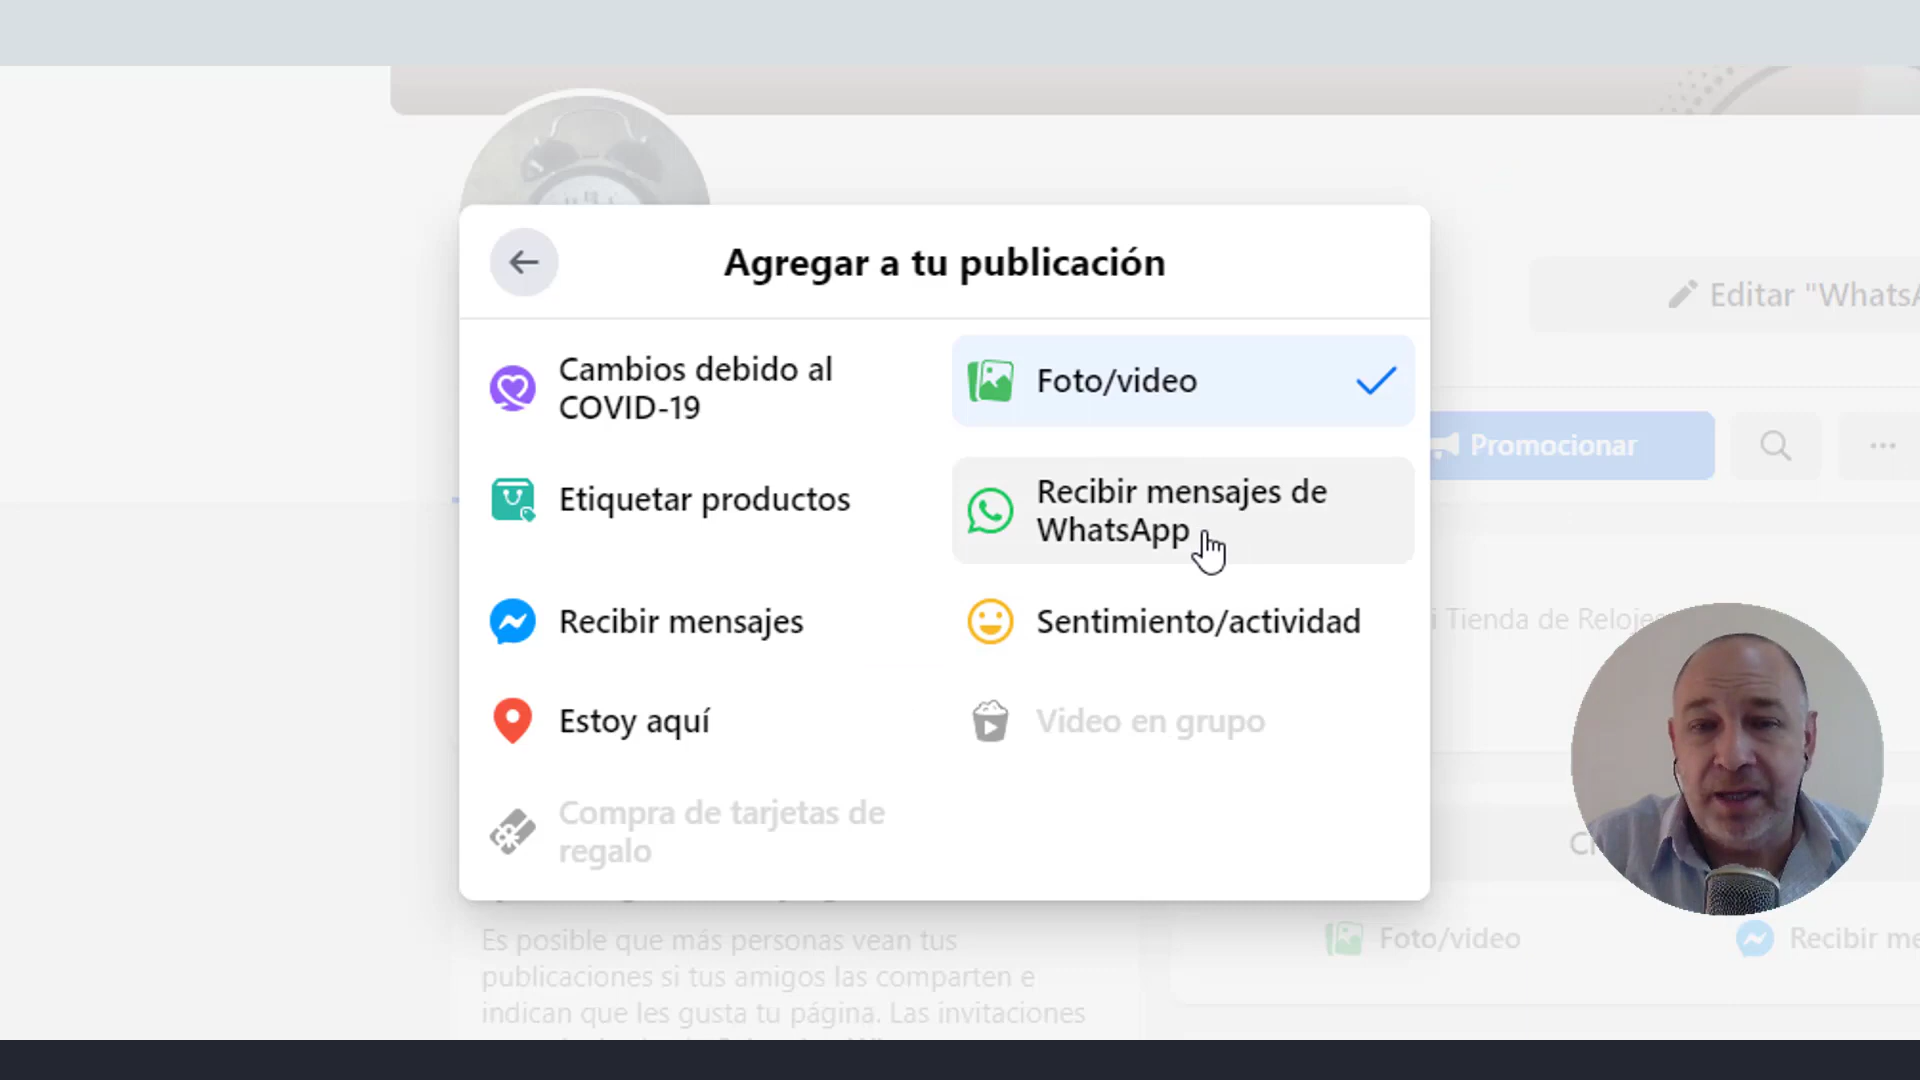 Agregar a tu publicación
Editar "WhatsA
Cambios debido al
COVID-19
Foto/video
Promocionar
Etiquetar productos
Recibir mensajes de
WhatsApp
Recibir mensajes
Sentimiento/actividad
i Tienda de Relojes
Estoy aquí
Video en grupo
Compra de tarjetas de
regalo
Es posible que más personas vean tus
publicaciones si tus amigos las comparten e
indican que les gusta tu página. Las invitaciones
Foto/video
Recibir me